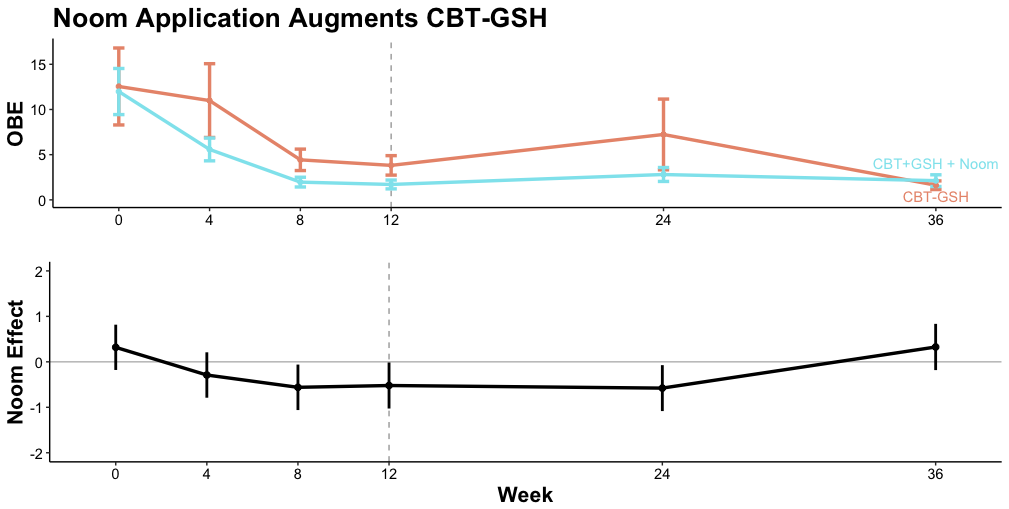 Noom Application Augments CBT-GSH
OBE
15
10
5
0
CBT+GSH + Noom
CBT-GSH
0 4 8 12 24 36
Noom Effect
2
1
0
-1
-2
0 4 8 12 24 36
Week